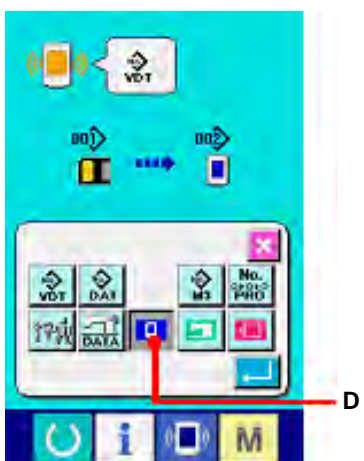 VDT
001 002
VDT DAT M3 No. PRO
DATA
D
i M